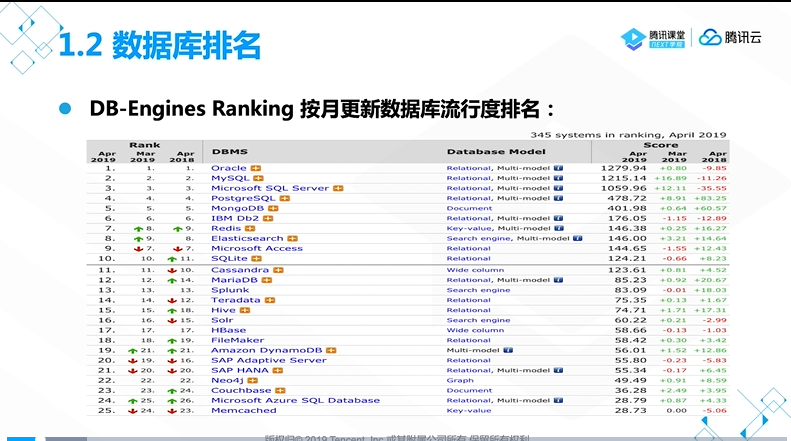 1.2 数据库排名
腾讯课堂
NEXT学院
腾讯云
DB-Engines Ranking 按月更新数据库流行度排名：
345 systems in ranking, April 2019
Rank DBMS Database Model Score
Apr 2019 Mar 2019 Apr 2018 Apr 2019 Mar 2019 Apr 2018
1. 1. 1. Oracle Relational, Multi-model 1279.94 +0.80 -9.85
2. 2. 2. MySQL Relational, Multi-model 1215.14 +16.89 -11.26
3. 3. 3. Microsoft SQL Server Relational, Multi-model 1059.96 +12.11 -35.55
4. 4. 4. PostgreSQL Relational, Multi-model 478.72 +8.91 +83.25
5. 5. 5. MongoDB Document 401.98 +0.64 +60.57
6. 6. 6. IBM Db2 Relational, Multi-model 176.05 -1.15 -12.89
7. 8. 9. Redis Key-value, Multi-model 146.38 +0.25 +16.27
8. 9. 8. Elasticsearch Search engine, Multi-model 146.00 +3.21 +14.64
9. 7. 7. Microsoft Access Relational 144.65 -1.55 +12.43
10. 10. 11. SQLite Relational 124.21 -0.66 +8.23
11. 11. 10. Cassandra Wide column 123.61 +0.81 +4.52
12. 12. 14. MariaDB Relational, Multi-model 85.23 +0.92 +20.67
13. 13. 13. Splunk Search engine 83.09 -0.01 +18.03
14. 14. 12. Teradata Relational 75.35 +0.13 +1.67
15. 15. 18. Hive Relational 74.71 +1.71 +17.31
16. 16. 15. Solr Search engine 60.22 +0.21 -2.99
17. 17. 17. HBase Wide column 58.66 -0.13 -1.03
18. 18. 19. FileMaker Relational 58.42 +0.30 +3.42
19. 21. 21. Amazon DynamoDB Multi-model 56.01 +1.52 +12.86
20. 19. 16. SAP Adaptive Server Relational 55.80 -0.23 -5.83
21. 20. 20. SAP HANA Relational, Multi-model 55.34 -0.17 +6.45
22. 22. 22. Neo4j Graph 49.49 +0.91 +8.59
23. 23. 24. Couchbase Document 36.28 +2.49 +3.95
24. 25. 26. Microsoft Azure SQL Database Relational, Multi-model 28.79 +0.87 +4.33
25. 24. 23. Memcached Key-value 28.73 0.00 -5.06
版权归© 2019 Tencent, Inc 或其附属公司所有 保留所有权利